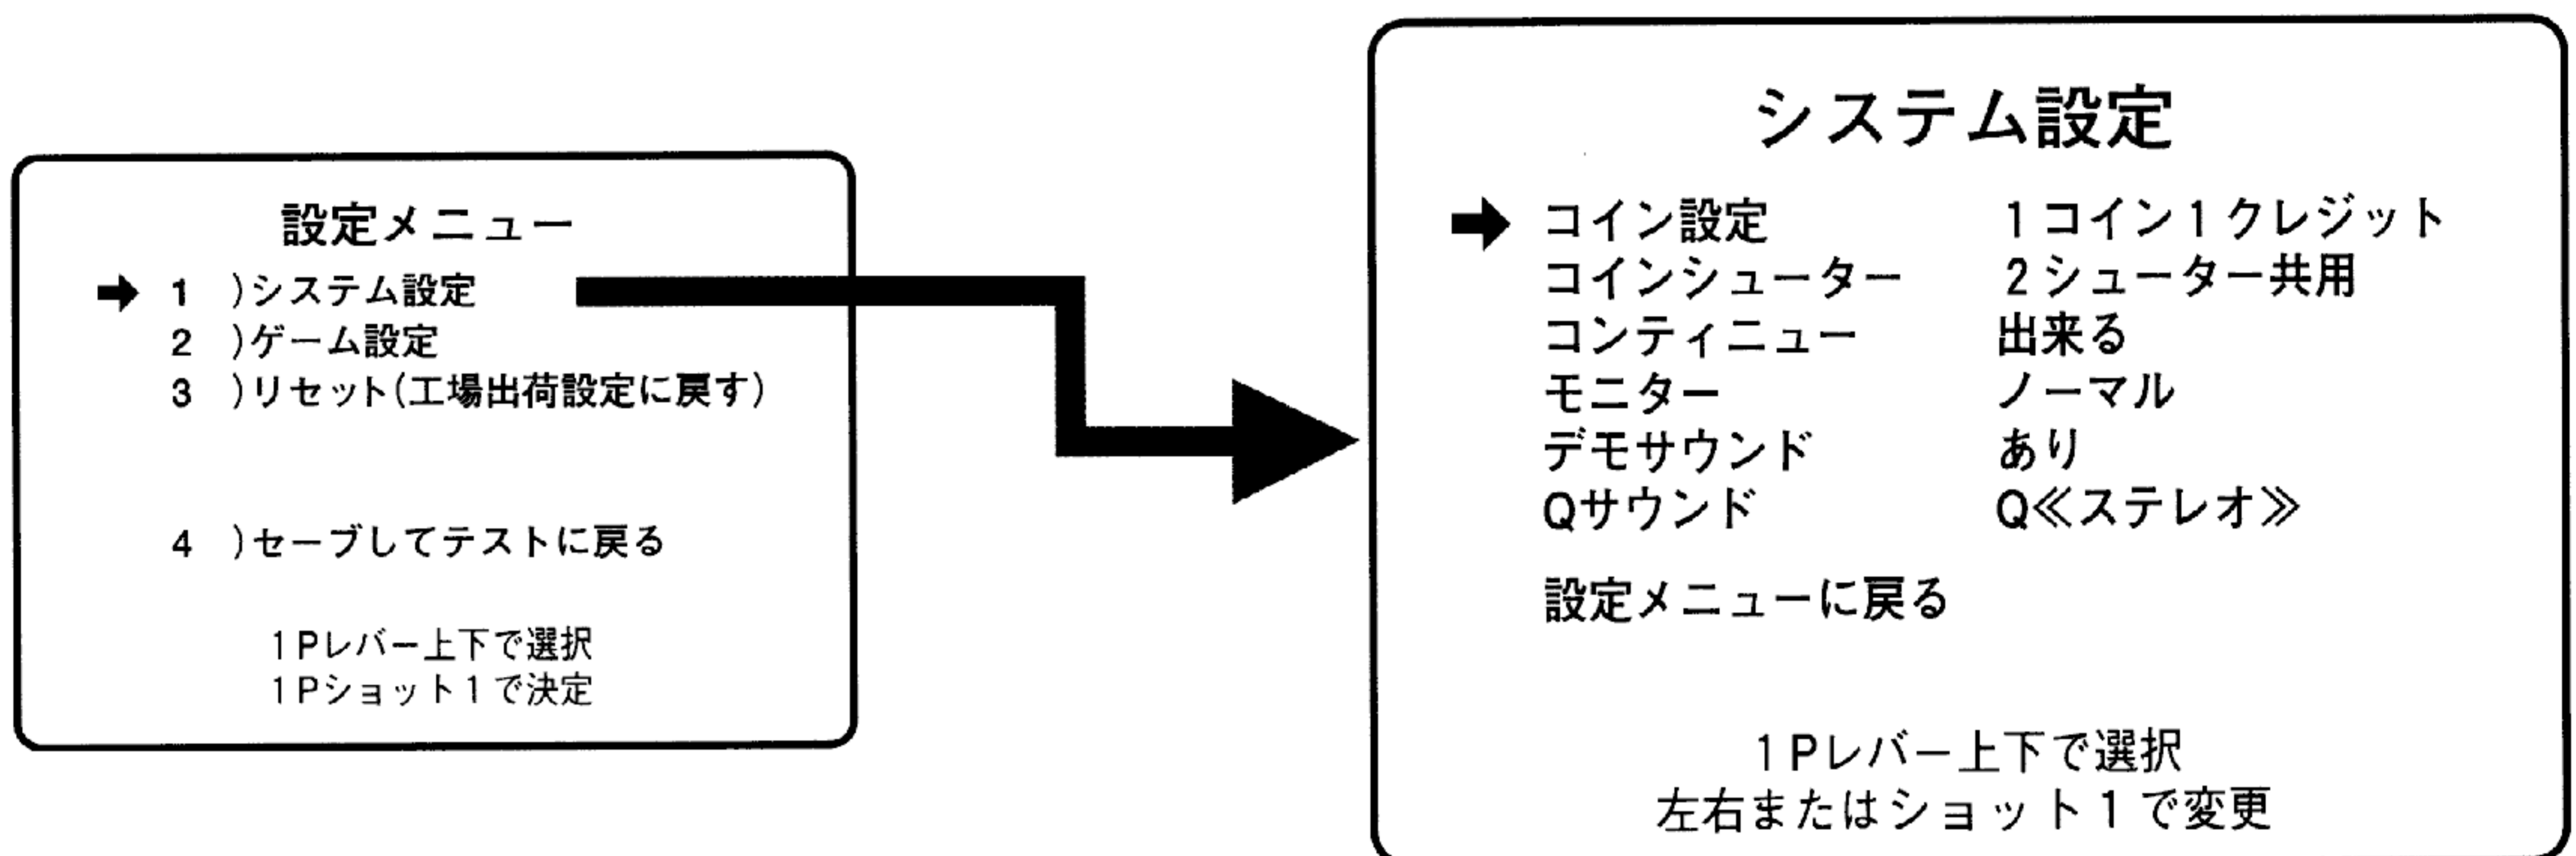 設定メニュー
1 )システム設定
2 )ゲーム設定
3 )リセット(工場出荷設定に戻す)
4 )セーブしてテストに戻る
1Pレバー上下で選択
1Pショット1で決定
システム設定
コイン設定 1コイン1クレジット
コインシューター 2シューター共用
コンティニュー 出来る
モニター ノーマル
デモサウンド あり
Qサウンド Q≪ステレオ≫
設定メニューに戻る
1Pレバー上下で選択
左右またはショット1で変更